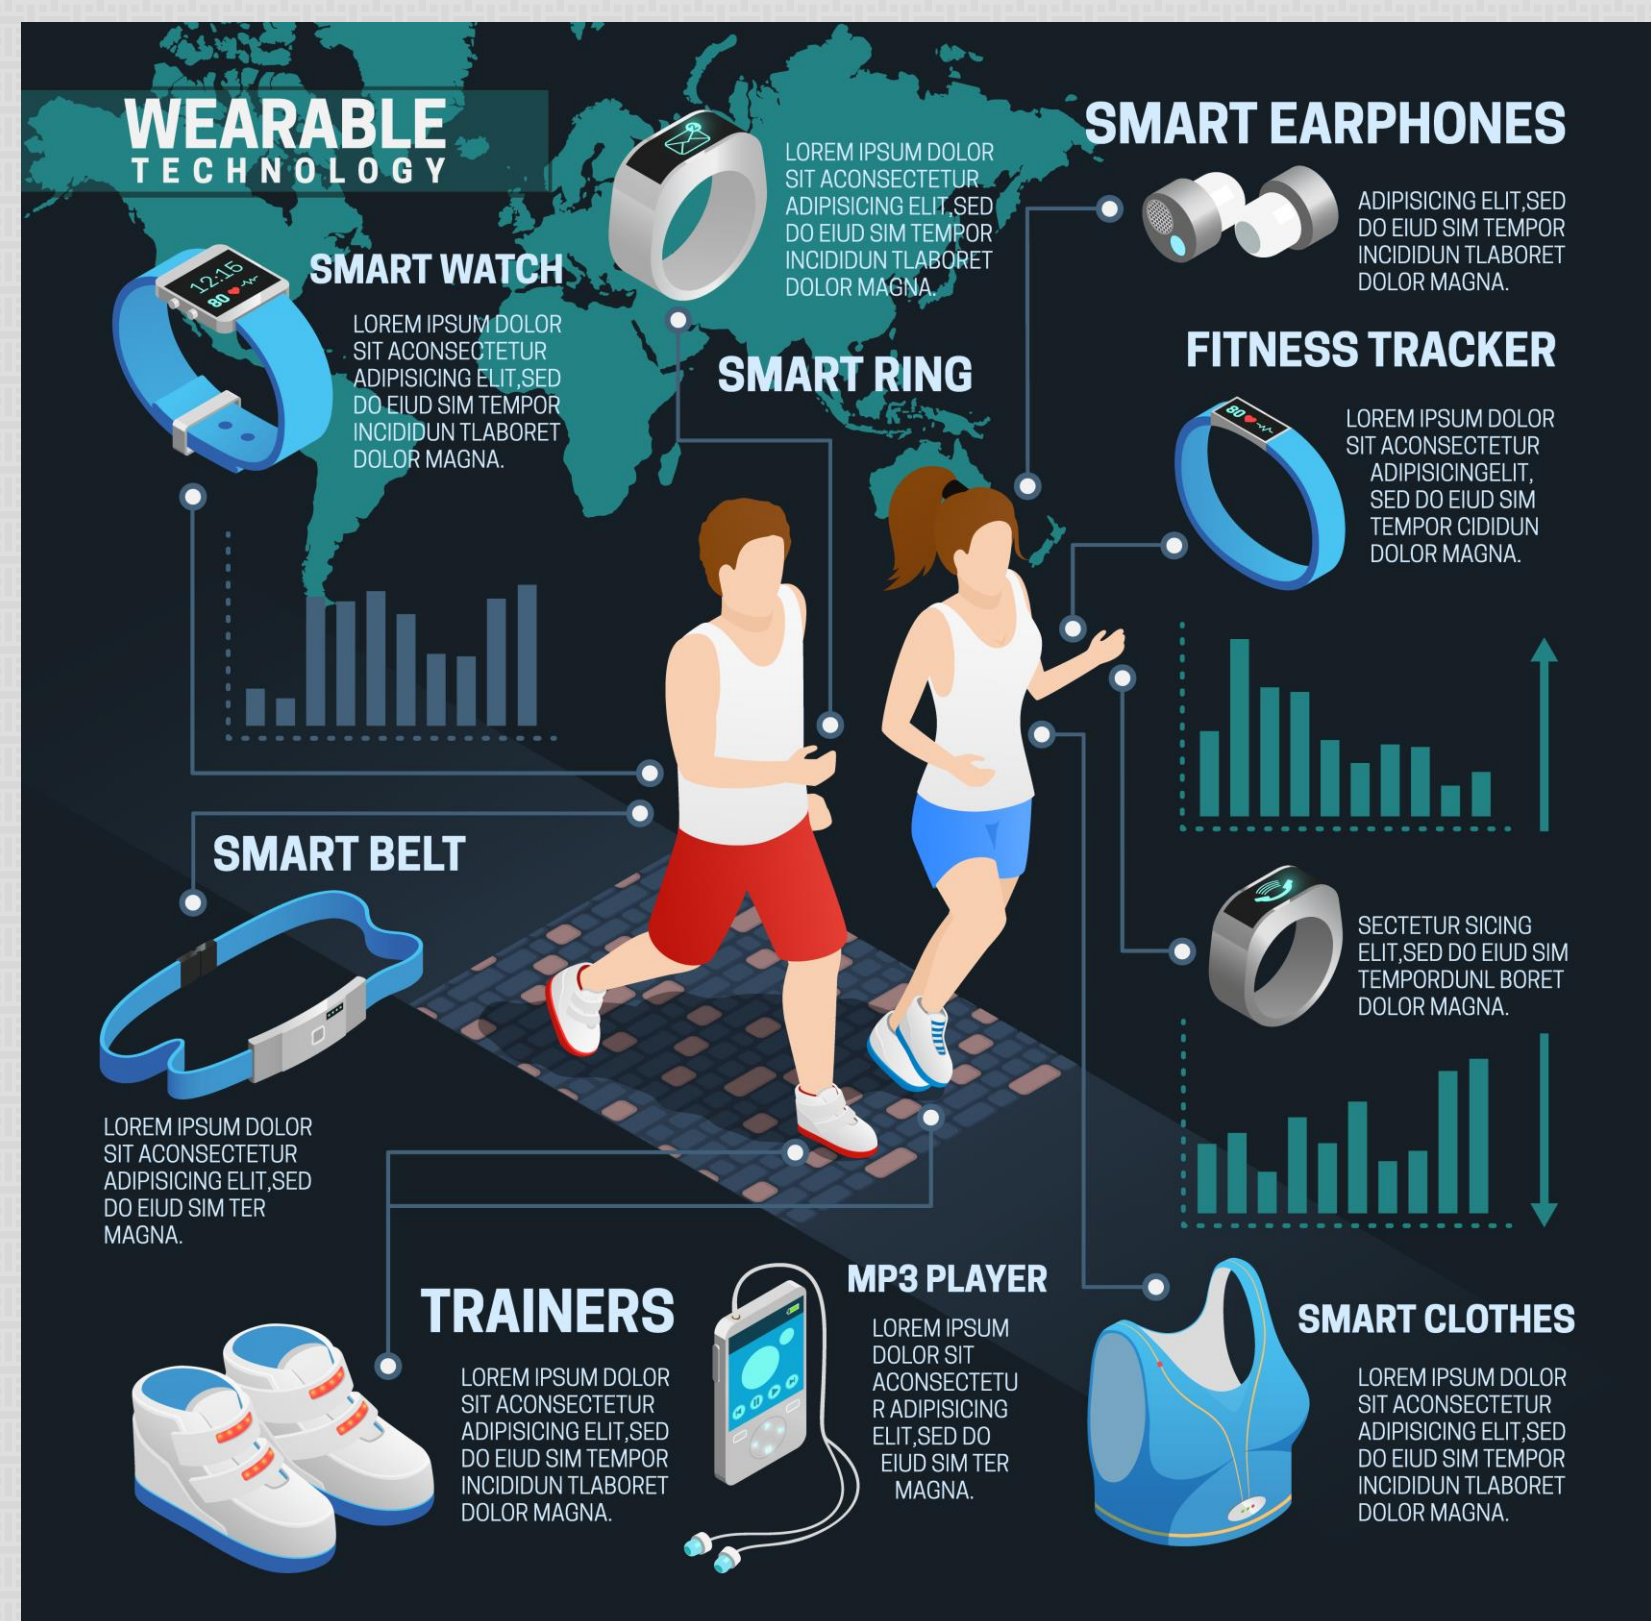 WEARABLE
TECHNOLOGY
SMART WATCH
12:15
80
LOREM IPSUM DOLOR
SIT ACONSECTETUR
ADIPISICING ELIT,SED
DO EIUD SIM TEMPOR
INCIDIDUN TLABORET
DOLOR MAGNA.
LOREM IPSUM DOLOR
SIT ACONSECTETUR
ADIPISICING ELIT,SED
DO EIUD SIM TEMPOR
INCIDIDUN TLABORET
DOLOR MAGNA.
SMART RING
SMART EARPHONES
ADIPISICING ELIT,SED
DO EIUD SIM TEMPOR
INCIDIDUN TLABORET
DOLOR MAGNA.
FITNESS TRACKER
80
LOREM IPSUM DOLOR
SIT ACONSECTETUR
ADIPISICINGELIT,
SED DO EIUD SIM
TEMPOR CIDIDUN
DOLOR MAGNA.
SMART BELT
LOREM IPSUM DOLOR
SIT ACONSECTETUR
ADIPISICING ELIT,SED
DO EIUD SIM TER
MAGNA.
SECTETUR SICING
ELIT,SED DO EIUD SIM
TEMPORDUNL BORET
DOLOR MAGNA.
TRAINERS
LOREM IPSUM DOLOR
SIT ACONSECTETUR
ADIPISICING ELIT,SED
DO EIUD SIM TEMPOR
INCIDIDUN TLABORET
DOLOR MAGNA.
MP3 PLAYER
LOREM IPSUM
DOLOR SIT
ACONSECTETU
R ADIPISICING
ELIT,SED DO
EIUD SIM TER
MAGNA.
SMART CLOTHES
LOREM IPSUM DOLOR
SIT ACONSECTETUR
ADIPISICING ELIT,SED
DO EIUD SIM TEMPOR
INCIDIDUN TLABORET
DOLOR MAGNA.